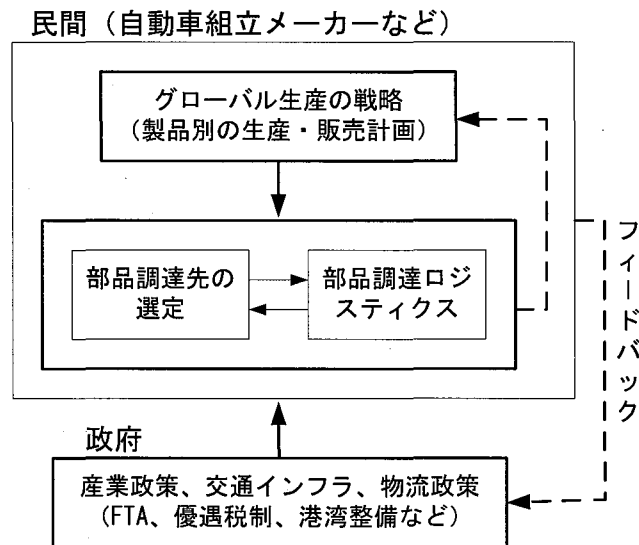 民間（自動車組立メーカーなど）
グローバル生産の戦略
（製品別の生産・販売計画）
部品調達先の
選定
部品調達ロジ
スティクス
フィードバック
政府
産業政策、交通インフラ、物流政策
（FTA、優遇税制、港湾整備など）